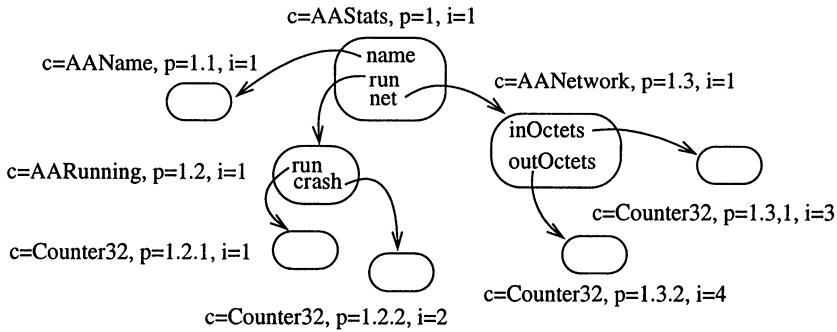 c=AAStats, p=1, i=1
name
run
net
c=AAName, p=1.1, i=1
c=AANetwork, p=1.3, i=1
inOctets
outOctets
c=AARunning, p=1.2, i=1
run
crash
c=Counter32, p=1.3,1, i=3
c=Counter32, p=1.2.1, i=1
c=Counter32, p=1.3.2, i=4
c=Counter32, p=1.2.2, i=2